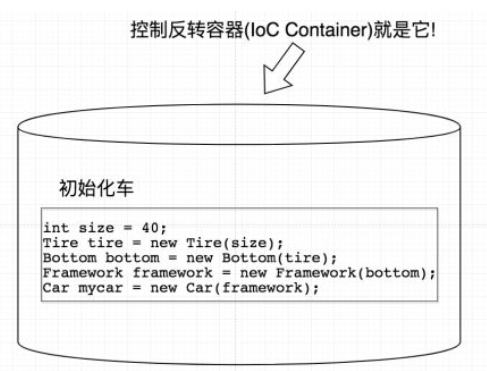 控制反转容器(IoC Container)就是它!
初始化车
int size = 40;
Tire tire = new Tire(size);
Bottom bottom = new Bottom(tire);
Framework framework = new Framework(bottom);
Car mycar = new Car(framework);